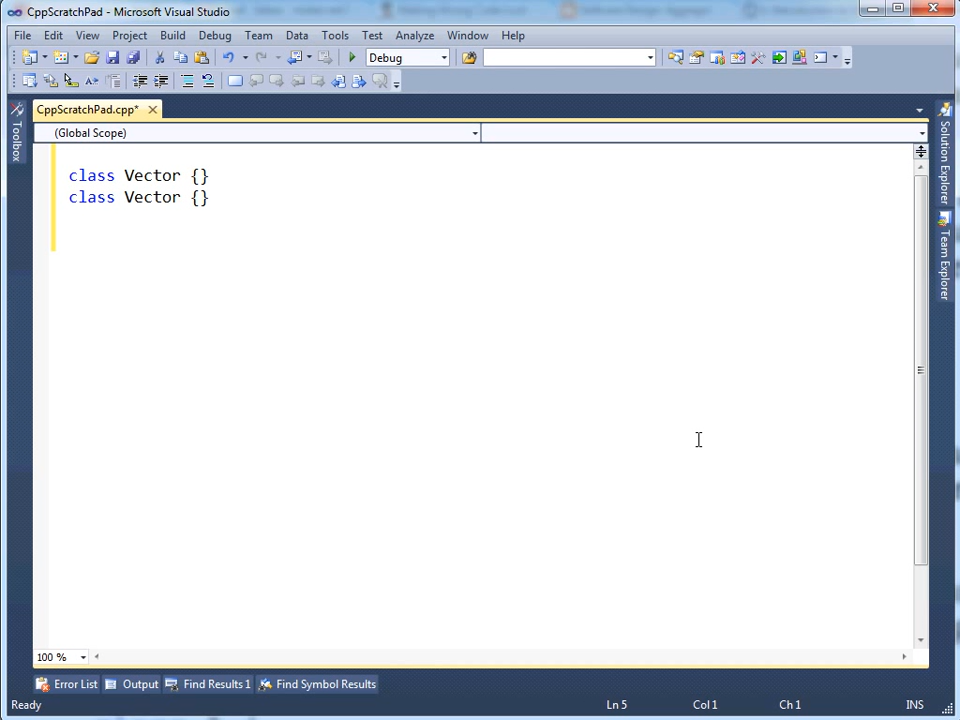 CppScratchPad - Microsoft Visual Studio
File Edit View Project Build Debug Team Data Tools Test Analyze Window Help
Debug
CppScratchPad.cpp*
(Global Scope)
Toolbox
class Vector {}
class Vector {}
Solution Explorer
Team Explorer
100 %
Error List Output Find Results 1 Find Symbol Results
Ready Ln 5 Col 1 Ch 1 INS